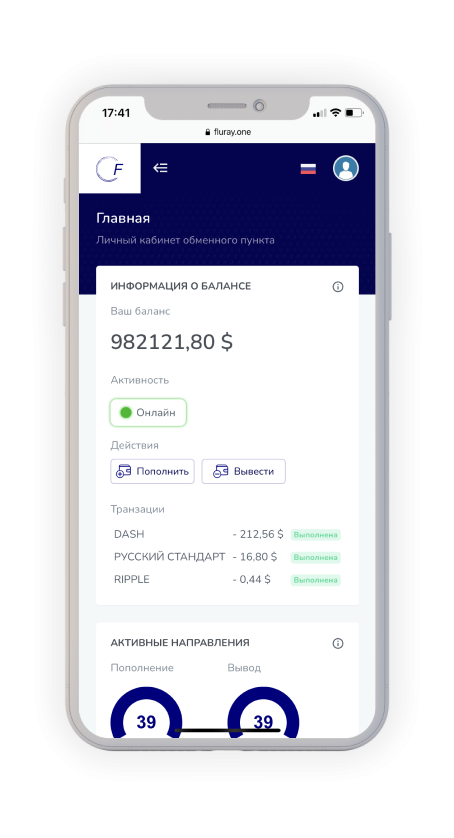 17:41
fluray.one
F
Главная
Личный кабинет обменного пункта
ИНФОРМАЦИЯ О БАЛАНСЕ
Ваш баланс
982121,80 $
Активность
Онлайн
Действия
Пополнить Вывести
Транзации
DASH - 212,56 $ Выполнена
РУССКИЙ СТАНДАРТ - 16,80 $ Выполнена
RIPPLE - 0,44 $ Выполнена
АКТИВНЫЕ НАПРАВЛЕНИЯ
Пополнение Вывод
39 39